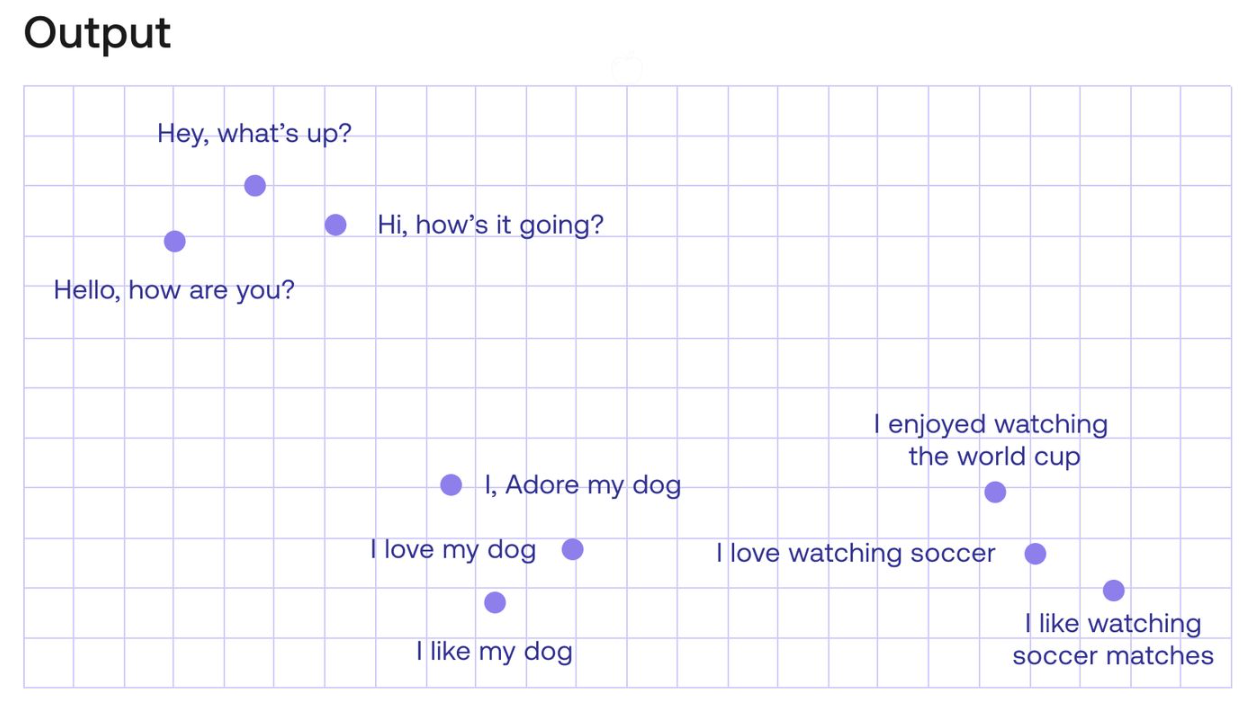 Output
Hey, what’s up?
Hi, how’s it going?
Hello, how are you?
I enjoyed watching
the world cup
I, Adore my dog
I love my dog
I love watching soccer
I like watching
soccer matches
I like my dog